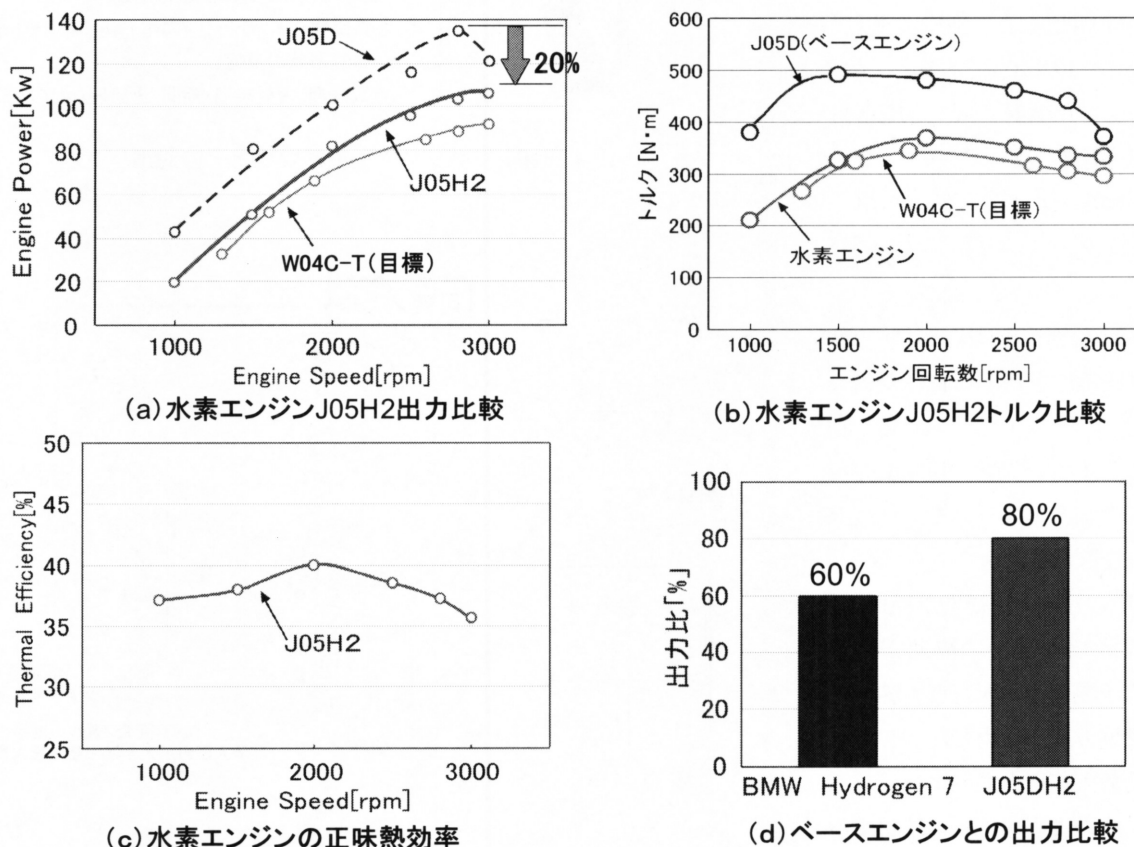 Engine Power[Kw]
140
120
100
80
60
40
20
0
J05D
20%
J05H2
W04C-T(目標)
1000 2000 3000
Engine Speed[rpm]
(a)水素エンジンJ05H2出力比較
トルク[N・m]
600
500
400
300
200
100
0
J05D(ベースエンジン)
W04C-T(目標)
水素エンジン
1000 1500 2000 2500 3000
エンジン回転数[rpm]
(b)水素エンジンJ05H2トルク比較
Thermal Efficiency[%]
50
45
40
35
30
25
J05H2
1000 2000 3000
Engine Speed[rpm]
(c)水素エンジンの正味熱効率
出力比「%]
100
80
60
40
20
0
60%
80%
BMW Hydrogen 7 J05DH2
(d)ベースエンジンとの出力比較